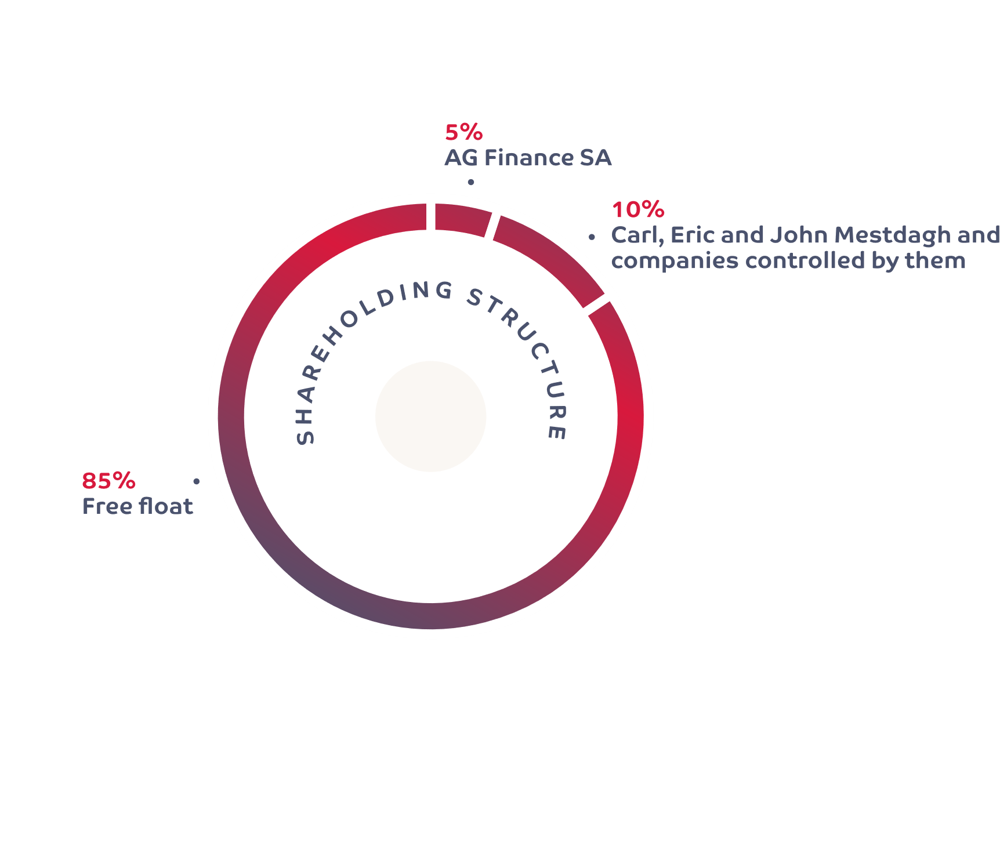 5%
AG Finance SA
10%
Carl, Eric and John Mestdagh and
companies controlled by them
SHAREHOLDING STRUCTURE
85%
Free float